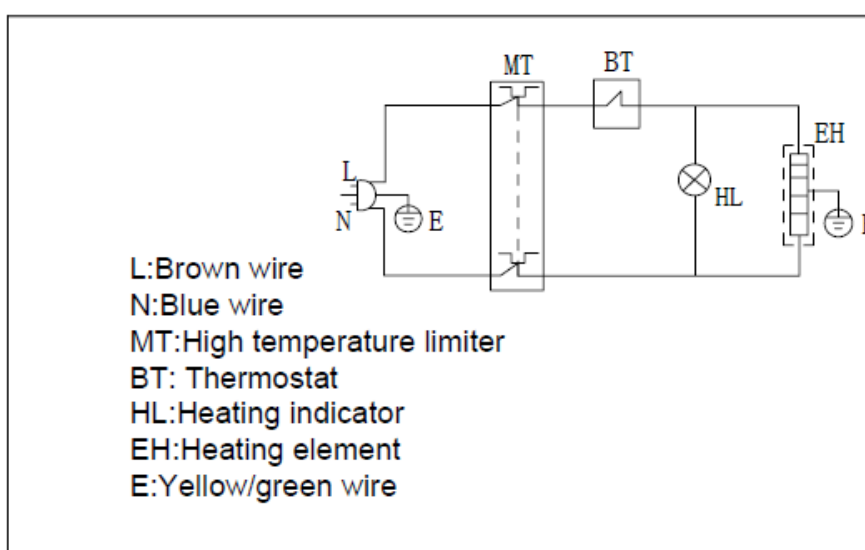 MT BT
EH
L
HL
N E
L:Brown wire
N:Blue wire
MT:High temperature limiter
BT: Thermostat
HL:Heating indicator
EH:Heating element
E:Yellow/green wire